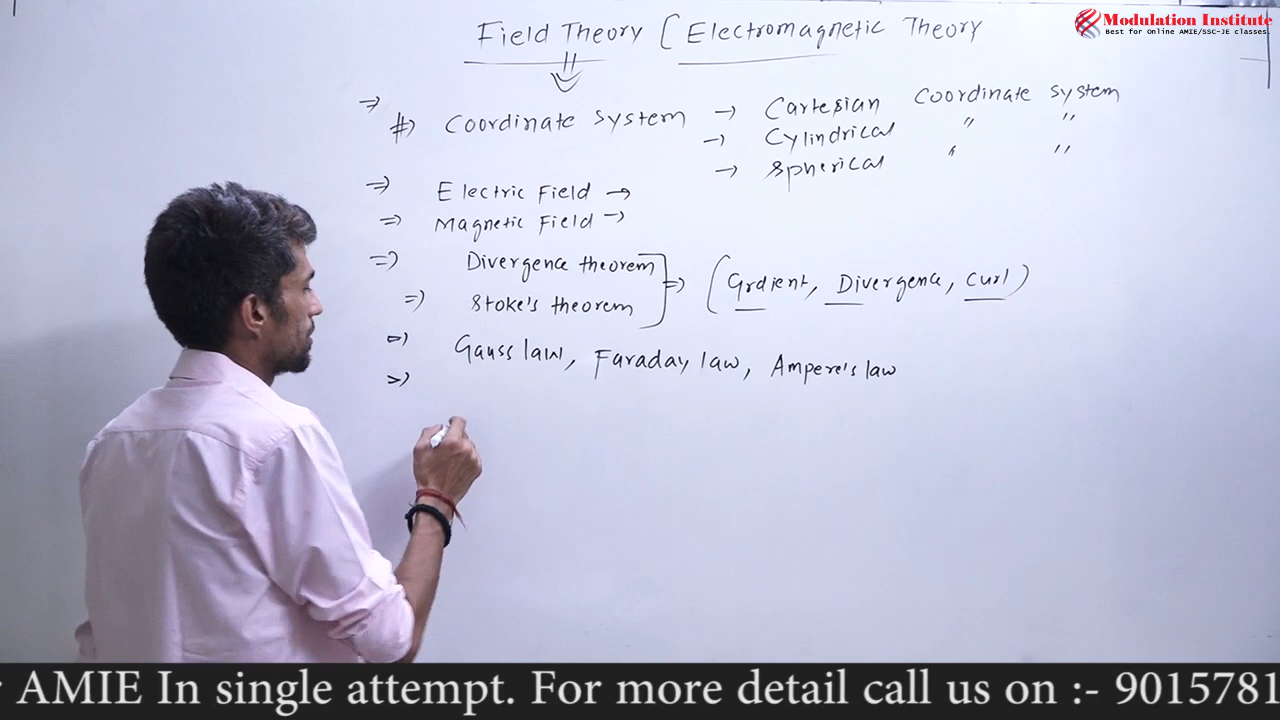 Field Theory [ Electromagnetic Theory
Modulation Institute
Best for Online AMIE/SSC-JE classes.
⇒ #) Coordinate System → Cartesian Coordinate System
→ Cylindrical " "
→ Spherical " "
⇒ Electric Field →
⇒ Magnetic Field →
⇒ Divergence theorem
⇒ Stoke's theorem ] ⇒ (Grdient, Divergence, Curl)
⇒ Gauss law, Faraday law, Ampere's law
⇒
AMIE In single attempt. For more detail call us on :- 9015781